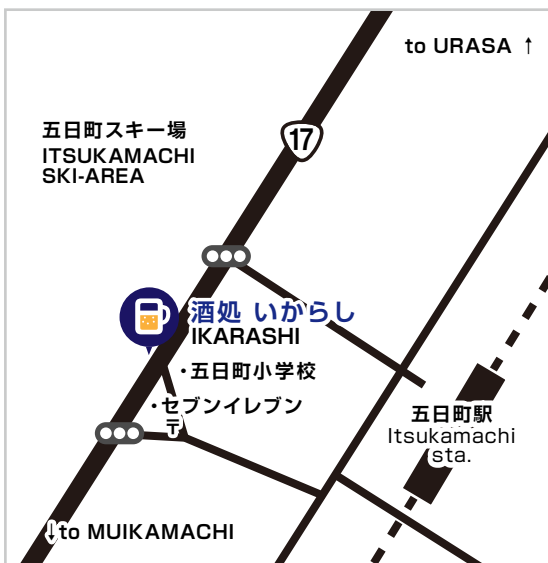 to URASA ↑
五日町スキー場
ITSUKAMACHI
SKI-AREA
17
酒処 いからし
IKARASHI
・五日町小学校
・セブンイレブン
〒
五日町駅
Itsukamachi
sta.
↓to MUIKAMACHI